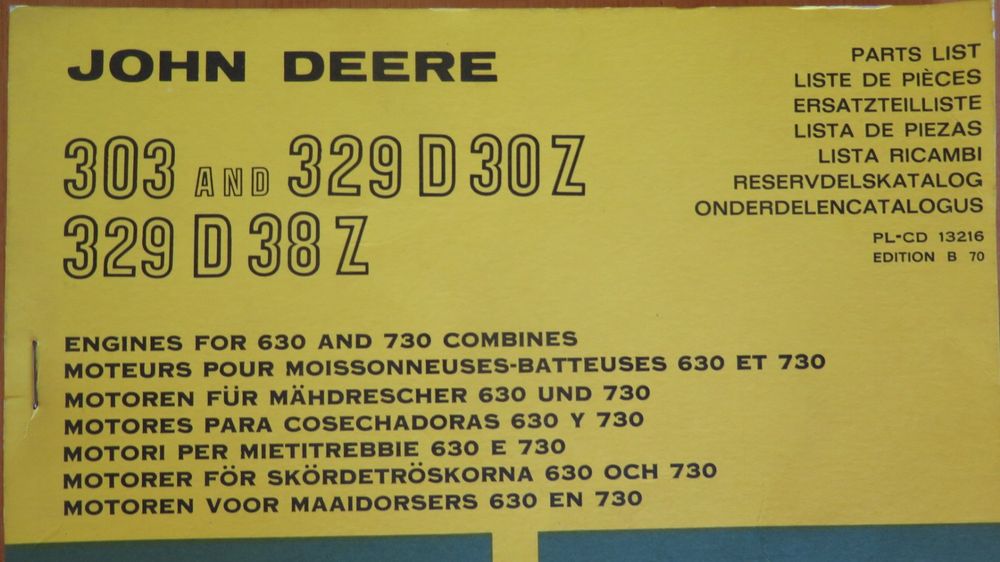 JOHN DEERE
303 AND 329 D 30 Z
329 D 38 Z
PARTS LIST
LISTE DE PIÈCES
ERSATZTEILLISTE
LISTA DE PIEZAS
LISTA RICAMBI
RESERVDELSKATALOG
ONDERDELENCATALOGUS
PL-CD 13216
EDITION B 70
ENGINES FOR 630 AND 730 COMBINES
MOTEURS POUR MOISSONNEUSES-BATTEUSES 630 ET 730
MOTOREN FÜR MÄHDRESCHER 630 UND 730
MOTORES PARA COSECHADORAS 630 Y 730
MOTORI PER MIETITREBBIE 630 E 730
MOTORER FÖR SKÖRDETRÖSKORNA 630 OCH 730
MOTOREN VOOR MAAIDORSERS 630 EN 730